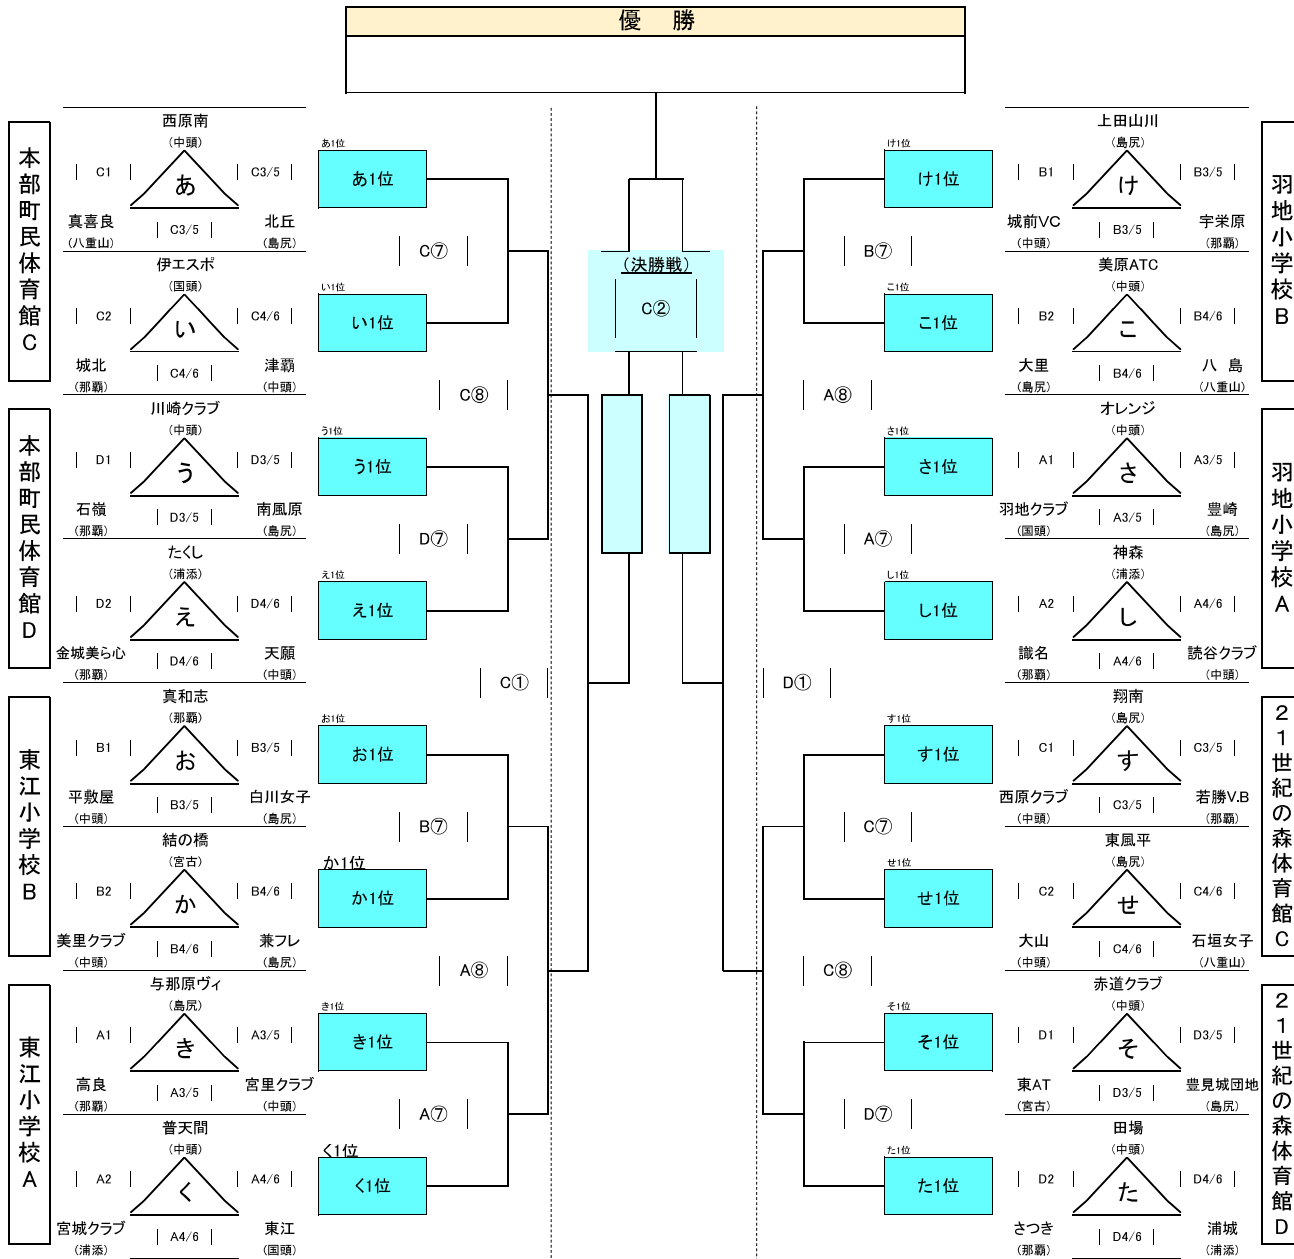 優 勝
本部町民体育館C
西原南
(中頭)
C1
あ
C3/5
真喜良
(八重山)
C3/5
北丘
(島尻)
あ1位
あ1位
C⑦
伊エスポ
(国頭)
C2
い
C4/6
城北
(那覇)
C4/6
津覇
(中頭)
い1位
い1位
C⑧
本部町民体育館D
川崎クラブ
(中頭)
D1
う
D3/5
石嶺
(那覇)
D3/5
南風原
(島尻)
う1位
う1位
D⑦
たくし
(浦添)
D2
え
D4/6
金城美ら心
(那覇)
D4/6
天願
(中頭)
え1位
え1位
C①
東江小学校B
真和志
(那覇)
B1
お
B3/5
平敷屋
(中頭)
B3/5
白川女子
(島尻)
お1位
お1位
B⑦
結の橋
(宮古)
B2
か
B4/6
美里クラブ
(中頭)
B4/6
兼フレ
(島尻)
か1位
か1位
A⑧
東江小学校A
与那原ヴィ
(島尻)
A1
き
A3/5
高良
(那覇)
A3/5
宮里クラブ
(中頭)
き1位
き1位
A⑦
普天間
(中頭)
A2
く
A4/6
宮城クラブ
(浦添)
A4/6
東江
(国頭)
く1位
く1位
(決勝戦)
C②
羽地小学校B
上田山川
(島尻)
け1位
け1位
B1
け
B3/5
城前VC
(中頭)
B3/5
宇栄原
(那覇)
B⑦
美原ATC
(中頭)
こ1位
こ1位
B2
こ
B4/6
大里
(島尻)
B4/6
八 島
(八重山)
A⑧
羽地小学校A
オレンジ
(中頭)
さ1位
さ1位
A1
さ
A3/5
羽地クラブ
(国頭)
A3/5
豊崎
(島尻)
A⑦
神森
(浦添)
し1位
し1位
A2
し
A4/6
識名
(那覇)
A4/6
読谷クラブ
(中頭)
D①
21世紀の森体育館C
翔南
(島尻)
す1位
す1位
C1
す
C3/5
西原クラブ
(中頭)
C3/5
若勝V.B
(那覇)
C⑦
東風平
(島尻)
せ1位
せ1位
C2
せ
C4/6
大山
(中頭)
C4/6
石垣女子
(八重山)
C⑧
21世紀の森体育館D
赤道クラブ
(中頭)
そ1位
そ1位
D1
そ
D3/5
東AT
(宮古)
D3/5
豊見城団地
(島尻)
D⑦
田場
(中頭)
た1位
た1位
D2
た
D4/6
さつき
(那覇)
D4/6
浦城
(浦添)